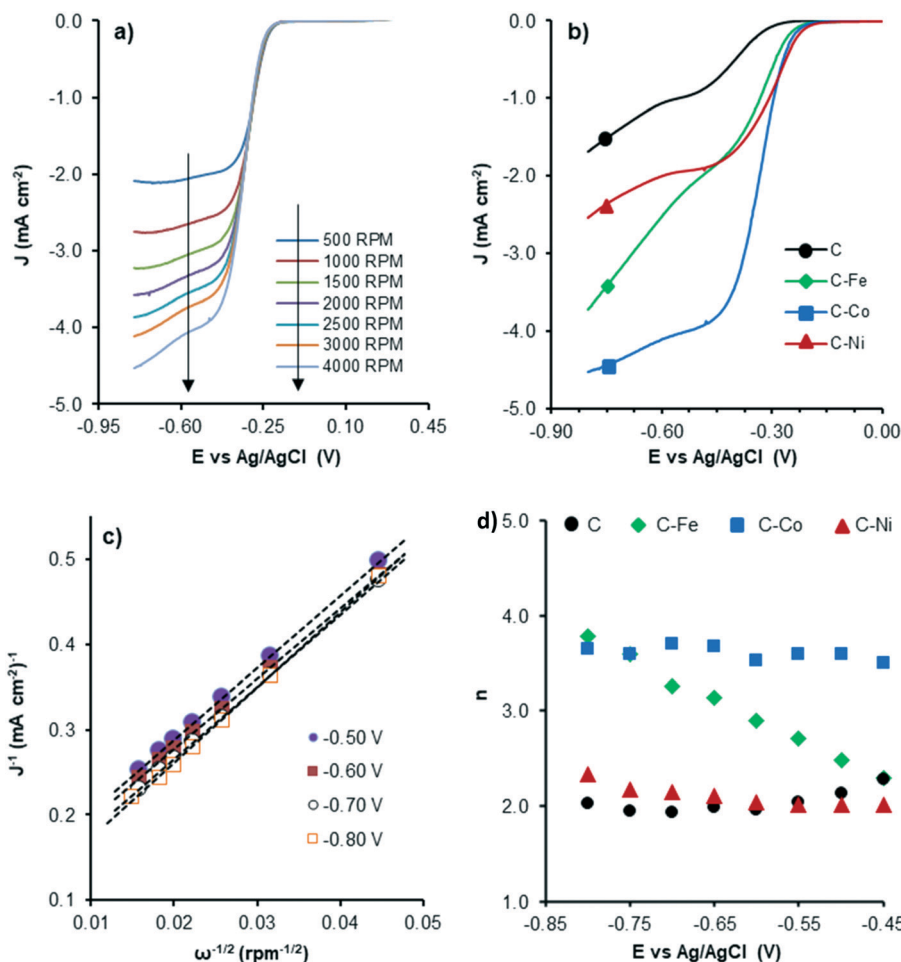 a)
0.0
-1.0
-2.0
-3.0
-4.0
-5.0
J (mA cm⁻²)
500 RPM
1000 RPM
1500 RPM
2000 RPM
2500 RPM
3000 RPM
4000 RPM
-0.95 -0.60 -0.25 0.10 0.45
E vs Ag/AgCl (V)
b)
0.0
-1.0
-2.0
-3.0
-4.0
-5.0
J (mA cm⁻²)
C
C-Fe
C-Co
C-Ni
-0.90 -0.60 -0.30 0.00
E vs Ag/AgCl (V)
c)
0.5
0.4
0.3
0.2
0.1
J⁻¹ (mA cm⁻²)⁻¹
-0.50 V
-0.60 V
-0.70 V
-0.80 V
0.01 0.02 0.03 0.04 0.05
ω⁻¹/² (rpm⁻¹/²)
d)
C C-Fe C-Co C-Ni
5.0
4.0
3.0
2.0
1.0
n
-0.85 -0.75 -0.65 -0.55 -0.45
E vs Ag/AgCl (V)